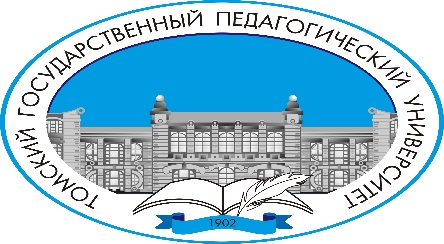 ТОМСКИЙ ГОСУДАРСТВЕННЫЙ ПЕДАГОГИЧЕСКИЙ УНИВЕРСИТЕТ
1902